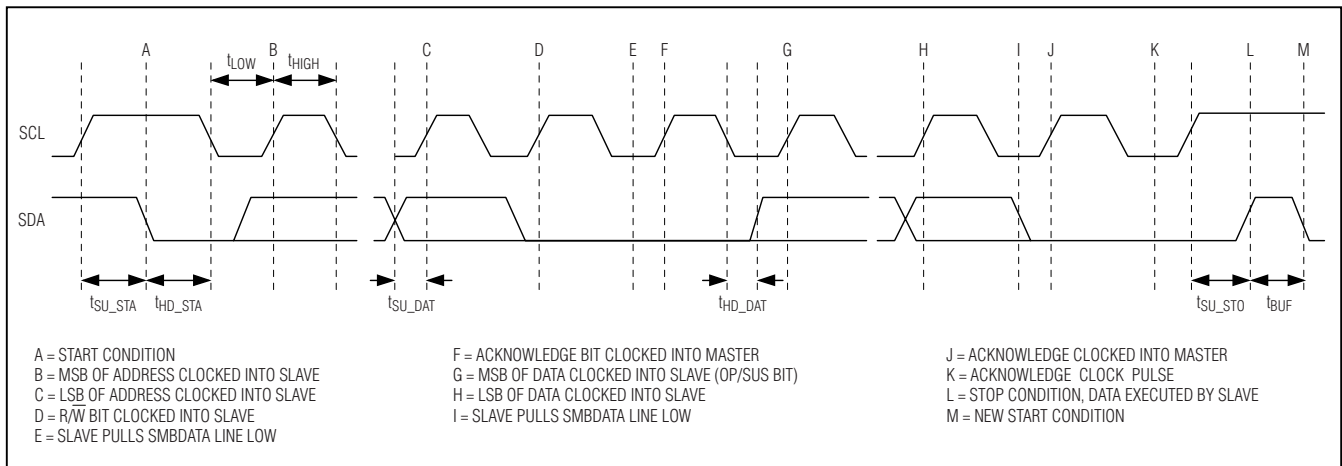 A B C D E F G H I J K L M
tLOW tHIGH
SCL
SDA
tSU_STA tHD_STA tSU_DAT tHD_DAT tSU_STO tBUF
A = START CONDITION
B = MSB OF ADDRESS CLOCKED INTO SLAVE
C = LSB OF ADDRESS CLOCKED INTO SLAVE
D = R/W̅ BIT CLOCKED INTO SLAVE
E = SLAVE PULLS SMBDATA LINE LOW
F = ACKNOWLEDGE BIT CLOCKED INTO MASTER
G = MSB OF DATA CLOCKED INTO SLAVE (OP/SUS BIT)
H = LSB OF DATA CLOCKED INTO SLAVE
I = SLAVE PULLS SMBDATA LINE LOW
J = ACKNOWLEDGE CLOCKED INTO MASTER
K = ACKNOWLEDGE CLOCK PULSE
L = STOP CONDITION, DATA EXECUTED BY SLAVE
M = NEW START CONDITION